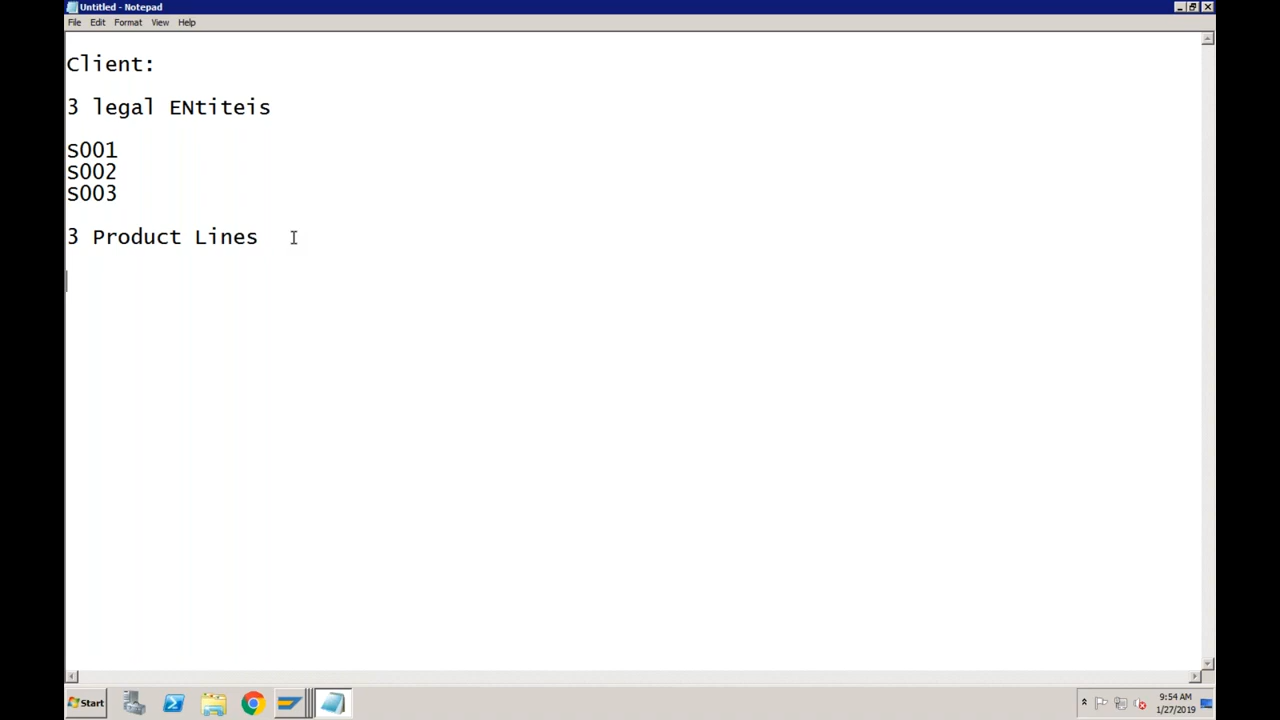 Untitled - Notepad
File Edit Format View Help
Client:
3 legal ENtiteis
s001
s002
s003
3 Product Lines
Start
9:54 AM
1/27/2019